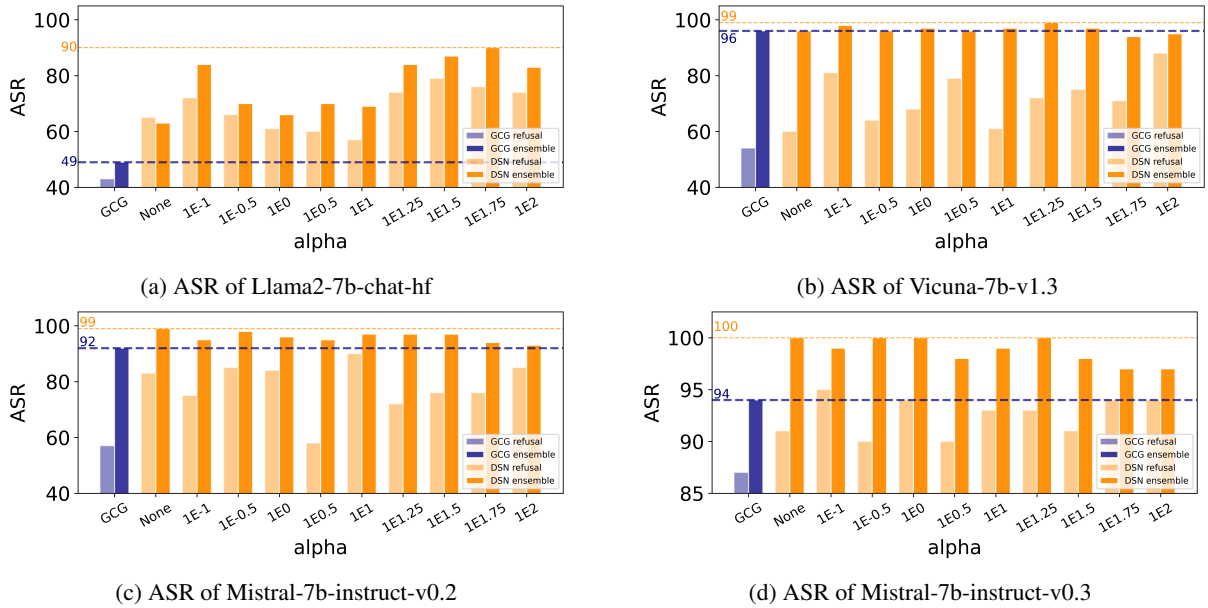 100
90
80
ASR
60
49
40
GCG refusal
GCG ensemble
DSN refusal
DSN ensemble
GCG None 1E-1 1E-0.5 1E0 1E0.5 1E1 1E1.25 1E1.5 1E1.75 1E2
alpha
(a) ASR of Llama2-7b-chat-hf
99
100
96
80
ASR
60
40
GCG refusal
GCG ensemble
DSN refusal
DSN ensemble
GCG None 1E-1 1E-0.5 1E0 1E0.5 1E1 1E1.25 1E1.5 1E1.75 1E2
alpha
(b) ASR of Vicuna-7b-v1.3
99
100
92
80
ASR
60
40
GCG refusal
GCG ensemble
DSN refusal
DSN ensemble
GCG None 1E-1 1E-0.5 1E0 1E0.5 1E1 1E1.25 1E1.5 1E1.75 1E2
alpha
(c) ASR of Mistral-7b-instruct-v0.2
100
100
95
94
ASR
90
85
GCG refusal
GCG ensemble
DSN refusal
DSN ensemble
GCG None 1E-1 1E-0.5 1E0 1E0.5 1E1 1E1.25 1E1.5 1E1.75 1E2
alpha
(d) ASR of Mistral-7b-instruct-v0.3